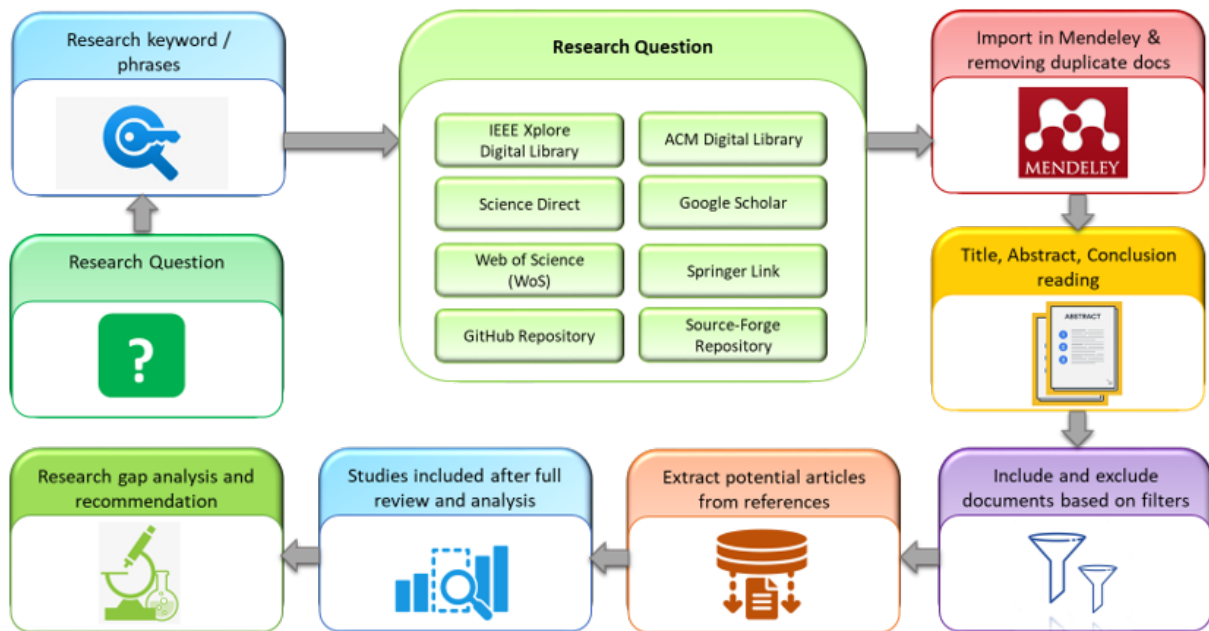 Research keyword /
phrases
Research Question
IEEE Xplore
Digital Library
ACM Digital Library
Science Direct
Google Scholar
Web of Science
(WoS)
Springer Link
GitHub Repository
Source-Forge
Repository
Import in Mendeley &
removing duplicate docs
MENDELEY
Research Question
?
Title, Abstract, Conclusion
reading
ABSTRACT
Research gap analysis and
recommendation
Studies included after full
review and analysis
Extract potential articles
from references
Include and exclude
documents based on filters